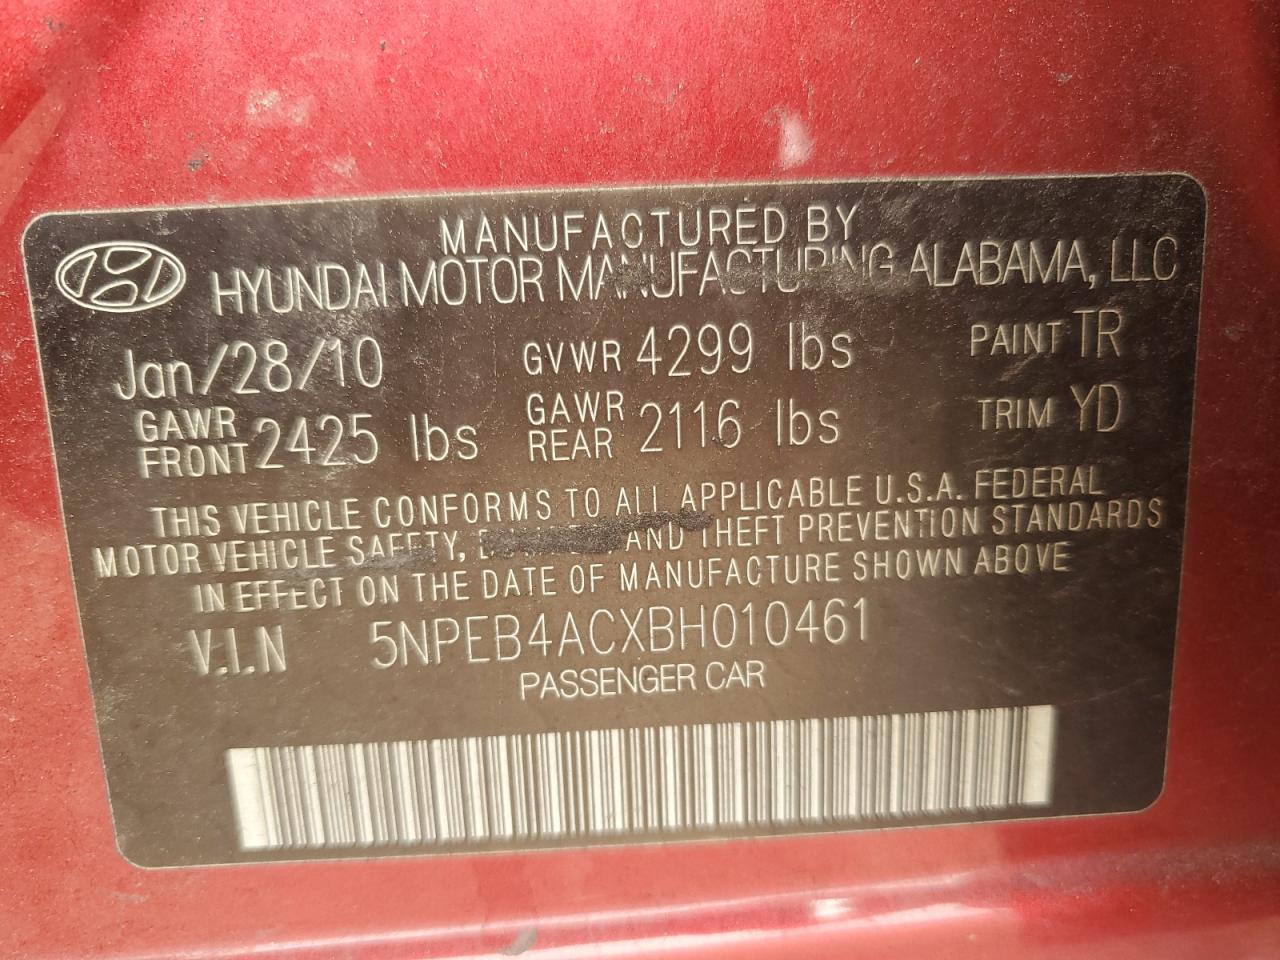 MANUFACTURED BY
HYUNDAI MOTOR MANUFACTURING ALABAMA, LLC
Jan/28/10 GVWR 4299 lbs PAINT TR
GAWR FRONT 2425 lbs GAWR REAR 2116 lbs TRIM YD
THIS VEHICLE CONFORMS TO ALL APPLICABLE U.S.A. FEDERAL
MOTOR VEHICLE SAFETY, AND THEFT PREVENTION STANDARDS
IN EFFECT ON THE DATE OF MANUFACTURE SHOWN ABOVE
V.I.N 5NPEB4ACXBH010461
PASSENGER CAR